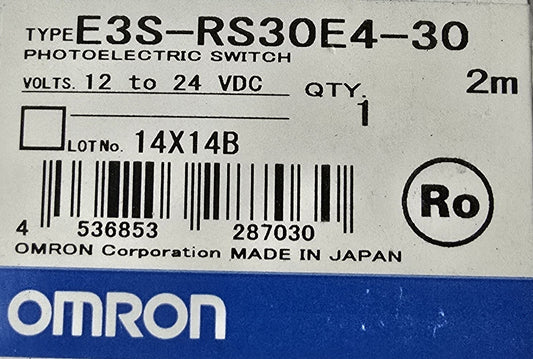 TYPE E3S-RS30E4-30
PHOTOELECTRIC SWITCH
VOLTS. 12 to 24 VDC QTY. 2m
1
LOT No. 14X14B
Ro
4 536853 287030
OMRON Corporation MADE IN JAPAN
OMRON